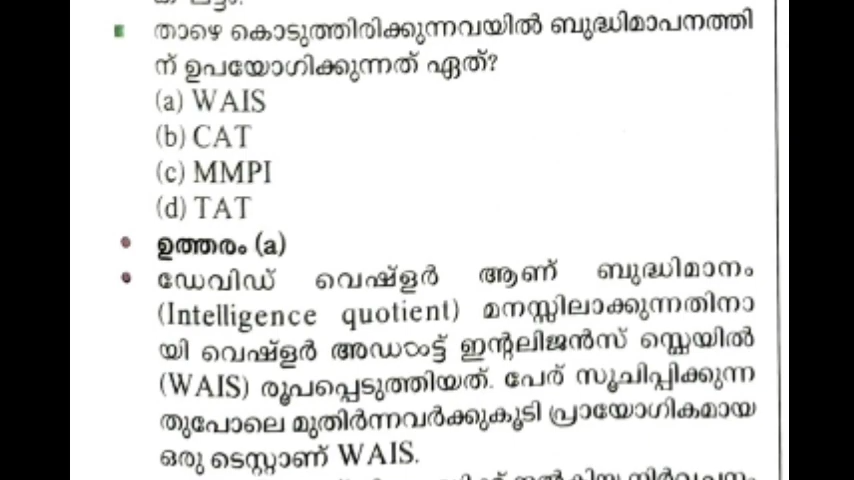 താഴെ കൊടുത്തിരിക്കുന്നവയിൽ ബുദ്ധിമാപനത്തി
ന് ഉപയോഗിക്കുന്നത് ഏത്?
(a) WAIS
(b) CAT
(c) MMPI
(d) TAT
ഉത്തരം (a)
ഡേവിഡ് വെഷ്ളർ ആണ് ബുദ്ധിമാനം
(Intelligence quotient) മനസ്സിലാക്കുന്നതിനാ
യി വെഷ്ളർ അഡൾട്ട് ഇന്റലിജൻസ് സ്കെയിൽ
(WAIS) രൂപപ്പെടുത്തിയത്. പേര് സൂചിപ്പിക്കുന്ന
തുപോലെ മുതിർന്നവർക്കുകൂടി പ്രായോഗികമായ
ഒരു ടെസ്റ്റാണ് WAIS.